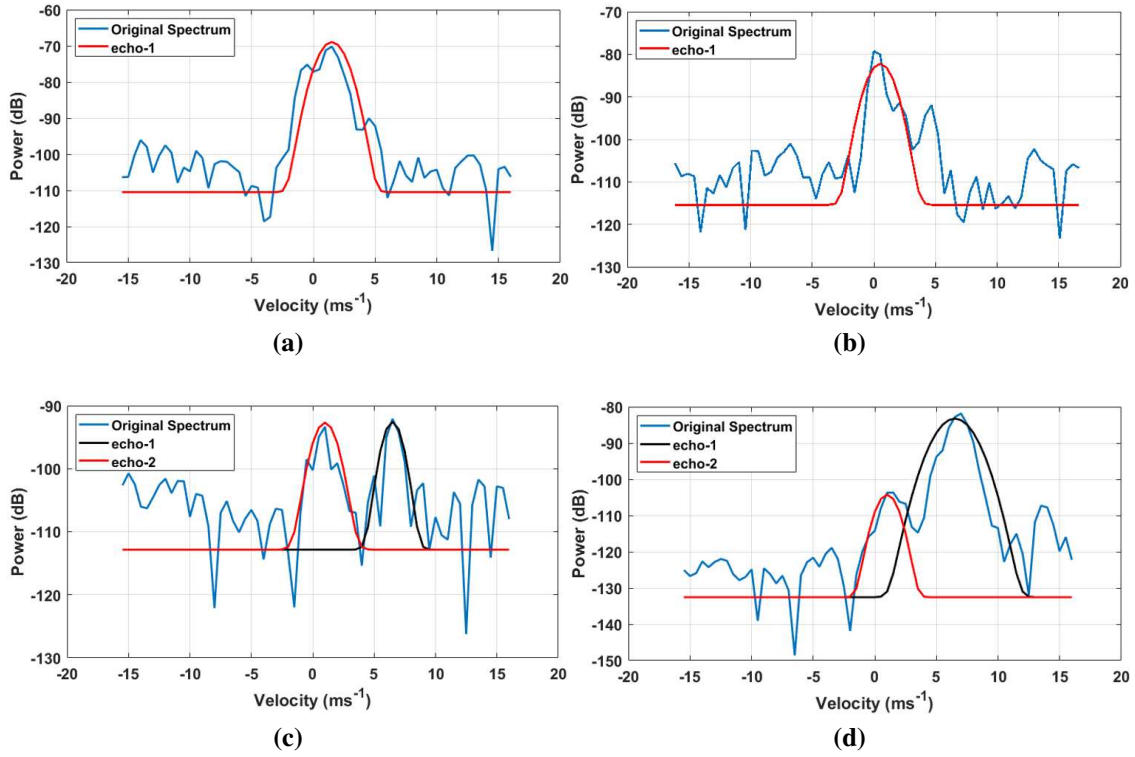 Original Spectrum
echo-1
-60
-70
-80
-90
-100
-110
-120
-130
Power (dB)
-20 -15 -10 -5 0 5 10 15 20
Velocity (ms⁻¹)
(a)
Original Spectrum
echo-1
-70
-80
-90
-100
-110
-120
-130
Power (dB)
-20 -15 -10 -5 0 5 10 15 20
Velocity (ms⁻¹)
(b)
Original Spectrum
echo-1
echo-2
-90
-100
-110
-120
-130
Power (dB)
-20 -15 -10 -5 0 5 10 15 20
Velocity (ms⁻¹)
(c)
Original Spectrum
echo-1
echo-2
-80
-90
-100
-110
-120
-130
-140
-150
Power (dB)
-20 -15 -10 -5 0 5 10 15 20
Velocity (ms⁻¹)
(d)